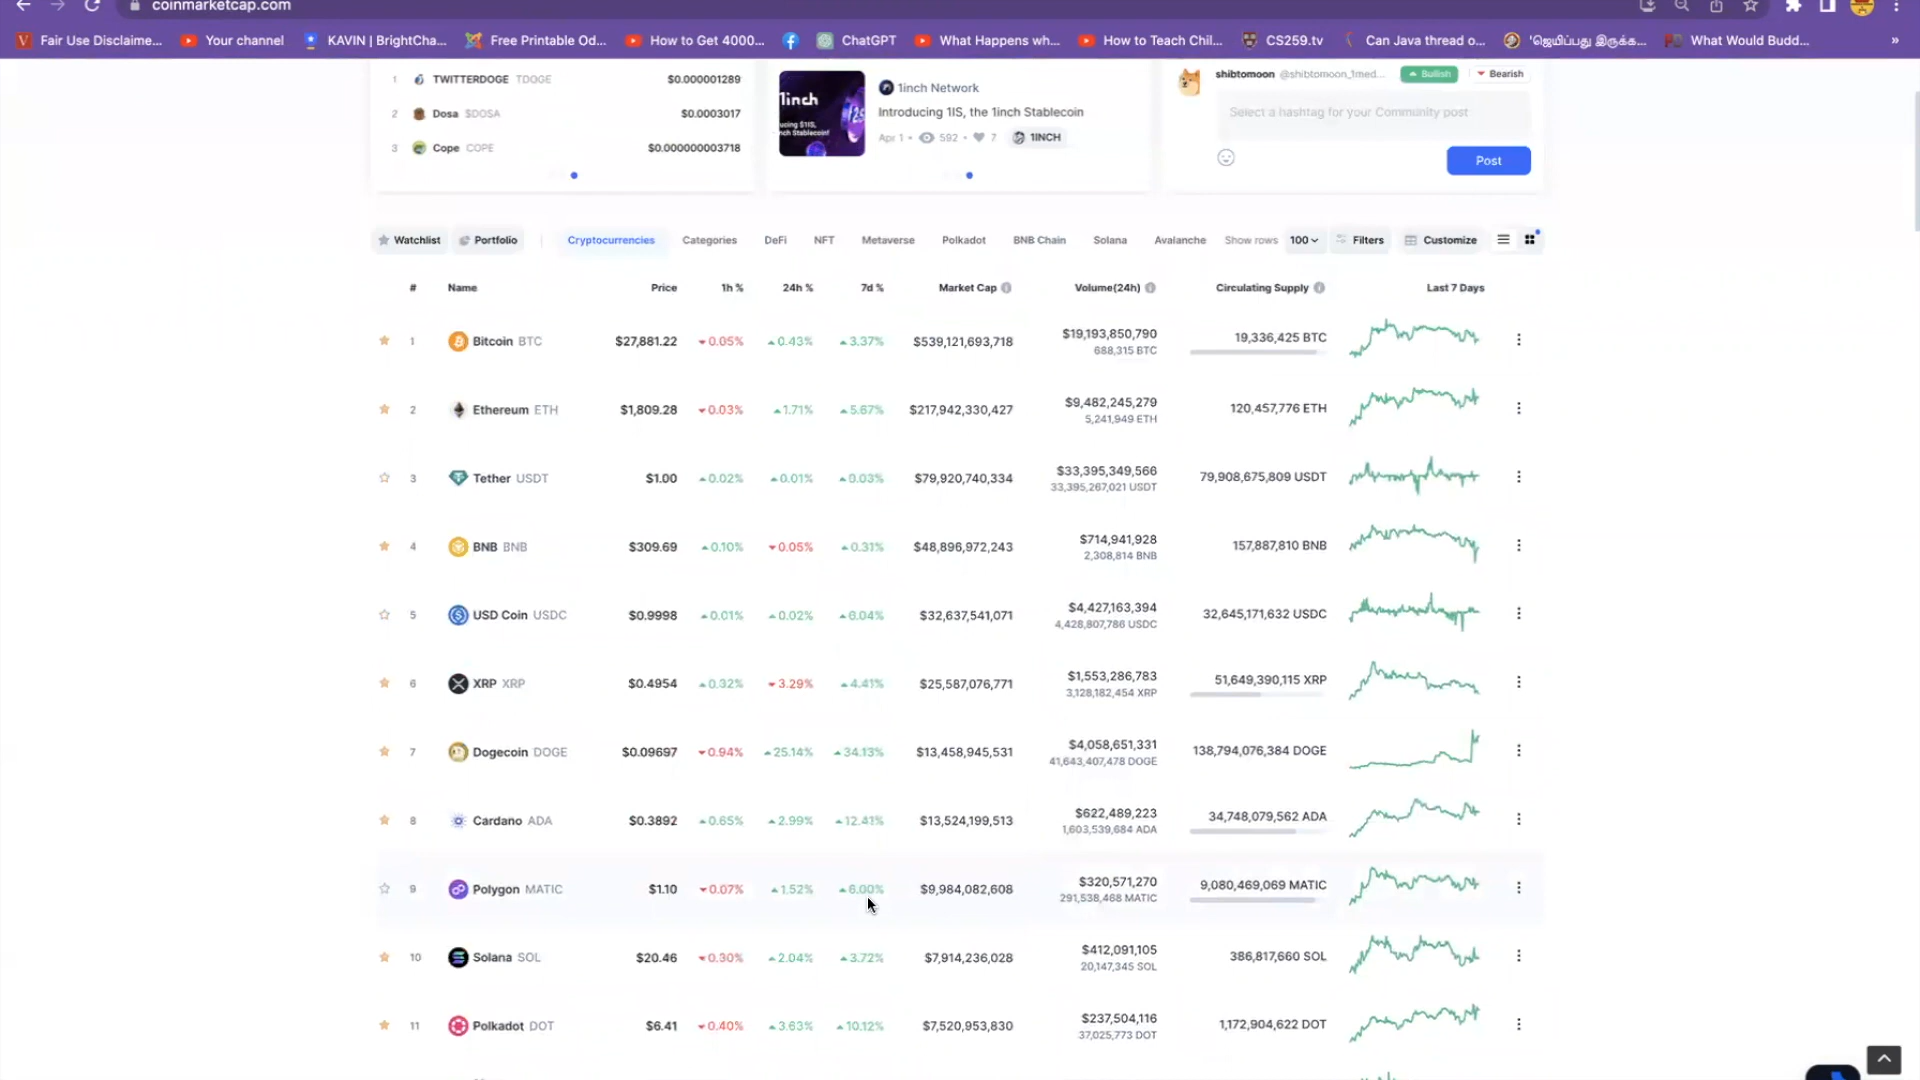 coinmarketcap.com
Fair Use Disclaime... Your channel KAVIN | BrightCha... Free Printable Od... How to Get 4000... ChatGPT What Happens wh... How to Teach Chil... CS259.tv Can Java thread o... 'ஜெயிப்பது இருக்க... What Would Budd... »
1 TWITTERDOGE TDOGE $0.000001289
2 Dosa $DOSA $0.0003017
3 Cope COPE $0.000000003718
1inch Network
Introducing 1IS, the 1inch Stablecoin
Apr 1 • 592 • 7 1INCH
shibtomoon @shibtomoon_1med... Bullish Bearish
Select a hashtag for your Community post
Post
Watchlist Portfolio Cryptocurrencies Categories DeFi NFT Metaverse Polkadot BNB Chain Solana Avalanche Show rows 100 Filters Customize
# Name Price 1h % 24h % 7d % Market Cap Volume(24h) Circulating Supply Last 7 Days
1 Bitcoin BTC $27,881.22 0.05% 0.43% 3.37% $539,121,693,718 $19,193,850,790 19,336,425 BTC
688,315 BTC
2 Ethereum ETH $1,809.28 0.03% 1.71% 5.67% $217,942,330,427 $9,482,245,279 120,457,776 ETH
5,241,949 ETH
3 Tether USDT $1.00 0.02% 0.01% 0.03% $79,920,740,334 $33,395,349,566 79,908,675,809 USDT
33,395,267,021 USDT
4 BNB BNB $309.69 0.10% 0.05% 0.31% $48,896,972,243 $714,941,928 157,887,810 BNB
2,308,814 BNB
5 USD Coin USDC $0.9998 0.01% 0.02% 0.04% $32,637,541,071 $4,427,163,394 32,645,171,632 USDC
4,428,807,786 USDC
6 XRP XRP $0.4954 0.32% 3.29% 4.41% $25,587,076,771 $1,553,286,783 51,649,390,115 XRP
3,128,182,454 XRP
7 Dogecoin DOGE $0.09697 0.94% 25.14% 34.13% $13,458,945,531 $4,058,651,331 138,794,076,384 DOGE
41,643,407,478 DOGE
8 Cardano ADA $0.3892 0.65% 2.99% 12.41% $13,524,199,513 $622,489,223 34,748,079,562 ADA
1,603,539,684 ADA
9 Polygon MATIC $1.10 0.07% 1.52% 6.00% $9,984,082,608 $320,571,270 9,080,469,069 MATIC
291,538,468 MATIC
10 Solana SOL $20.46 0.30% 2.04% 3.72% $7,914,236,028 $412,091,105 386,817,660 SOL
20,147,345 SOL
11 Polkadot DOT $6.41 0.40% 3.63% 10.12% $7,520,953,830 $237,504,116 1,172,904,622 DOT
37,025,773 DOT